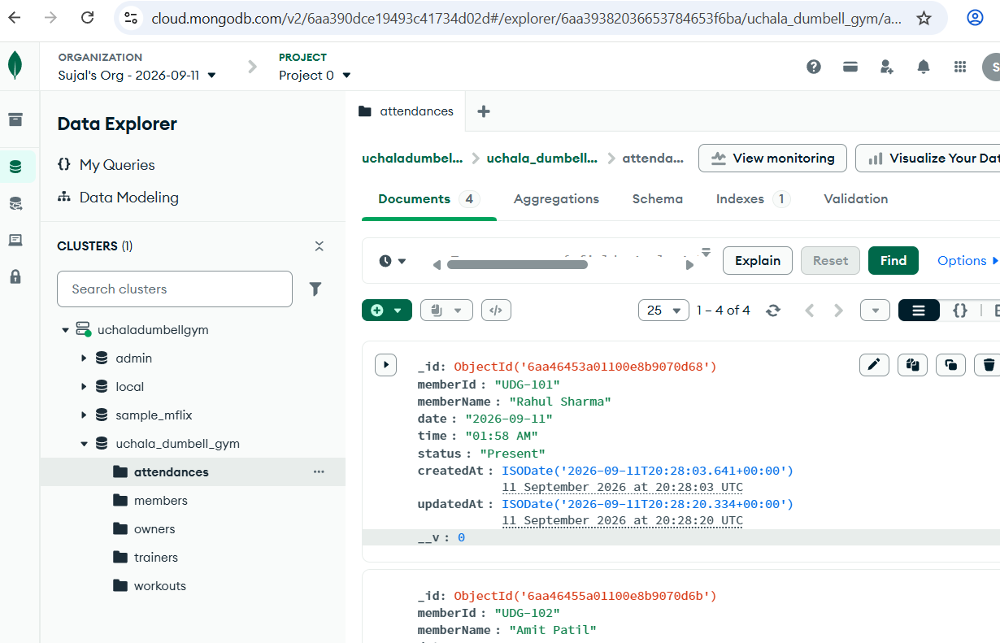 cloud.mongodb.com/v2/6aa390dce19493c41734d02d#/explorer/6aa39382036653784653f6ba/uchala_dumbell_gym/a...
ORGANIZATION
Sujal's Org - 2026-09-11
PROJECT
Project 0
S
Data Explorer
My Queries
Data Modeling
CLUSTERS (1)
Search clusters
uchaladumbellgym
admin
local
sample_mflix
uchala_dumbell_gym
attendances
members
owners
trainers
workouts
attendances
uchaladumbel... uchala_dumbell... attenda... View monitoring Visualize Your Dat
Documents 4 Aggregations Schema Indexes 1 Validation
Explain Reset Find Options
25 1 – 4 of 4 {}
_id: ObjectId('6aa46453a01100e8b9070d68')
memberId : "UDG-101"
memberName : "Rahul Sharma"
date : "2026-09-11"
time : "01:58 AM"
status : "Present"
createdAt : ISODate('2026-09-11T20:28:03.641+00:00')
11 September 2026 at 20:28:03 UTC
updatedAt : ISODate('2026-09-11T20:28:20.334+00:00')
11 September 2026 at 20:28:20 UTC
__v : 0
_id: ObjectId('6aa46455a01100e8b9070d6b')
memberId : "UDG-102"
memberName : "Amit Patil"